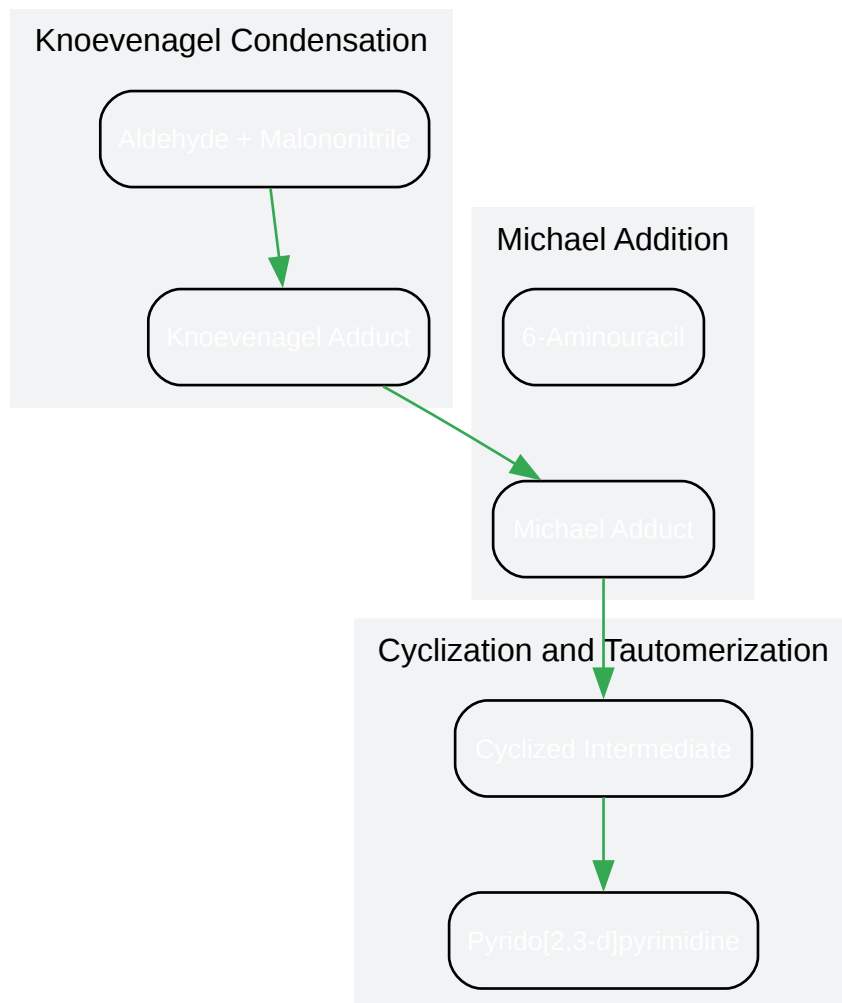 Knoevenagel Condensation
Aldehyde + Malononitrile
Knoevenagel Adduct
Michael Addition
6-Aminouracil
Michael Adduct
Cyclization and Tautomerization
Cyclized Intermediate
Pyrido[2,3-d]pyrimidine